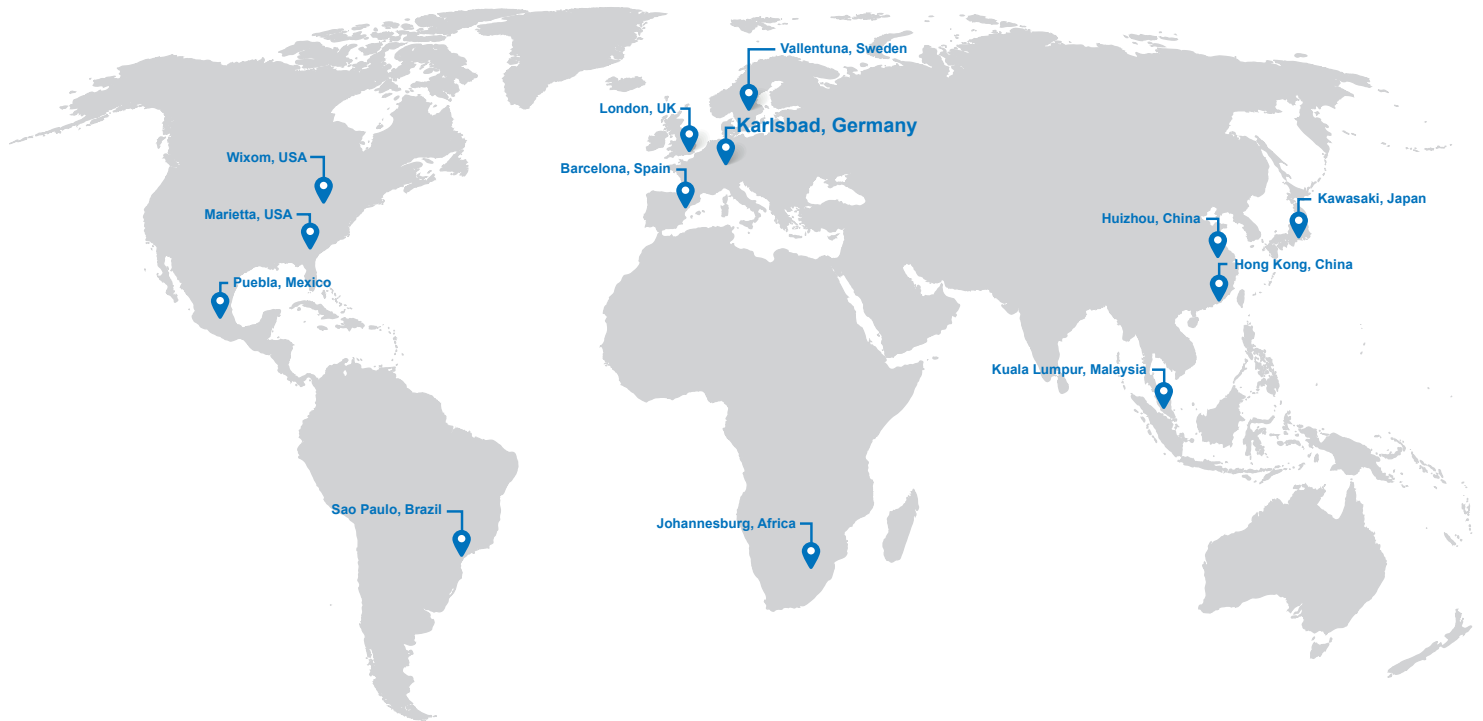 Vallentuna, Sweden
London, UK
Karlsbad, Germany
Wixom, USA
Barcelona, Spain
Kawasaki, Japan
Marietta, USA
Huizhou, China
Hong Kong, China
Puebla, Mexico
Kuala Lumpur, Malaysia
Sao Paulo, Brazil
Johannesburg, Africa